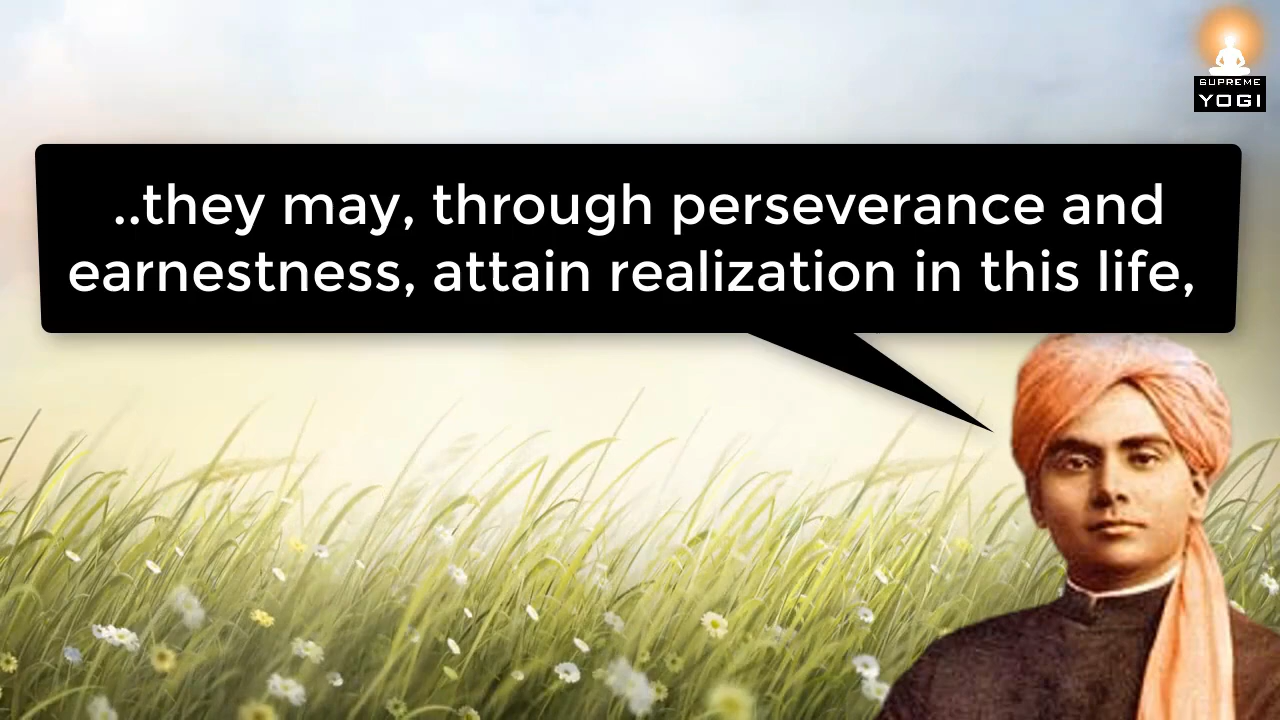 SUPREME
YOGI
..they may, through perseverance and
earnestness, attain realization in this life,